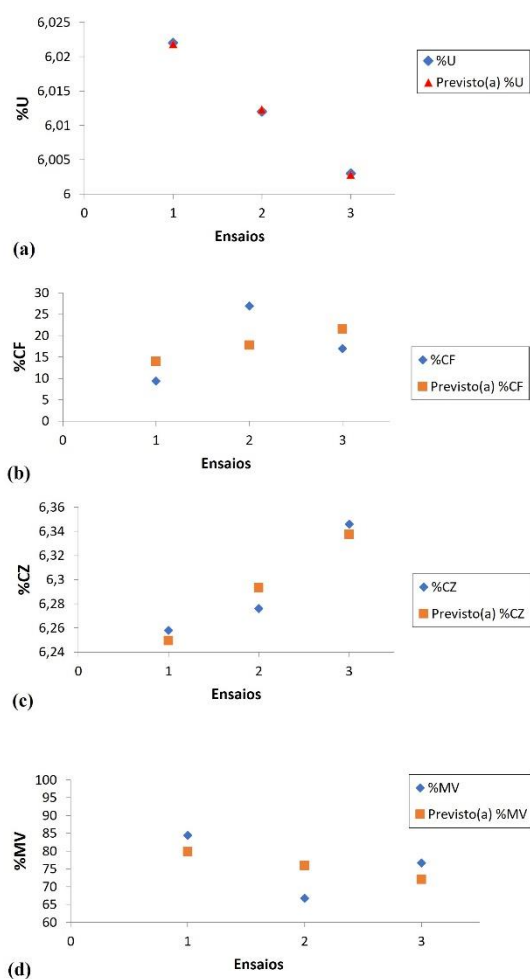 6,025
6,02
6,015
6,01
6,005
6
%U
0 1 2 3
Ensaios
%U
Previsto(a) %U
(a)
30
25
20
15
10
5
0
%CF
0 1 2 3
Ensaios
%CF
Previsto(a) %CF
(b)
6,36
6,34
6,32
6,3
6,28
6,26
6,24
%CZ
0 1 2 3
Ensaios
%CZ
Previsto(a) %CZ
(c)
100
95
90
85
80
75
70
65
60
%MV
0 1 2 3
Ensaios
%MV
Previsto(a) %MV
(d)